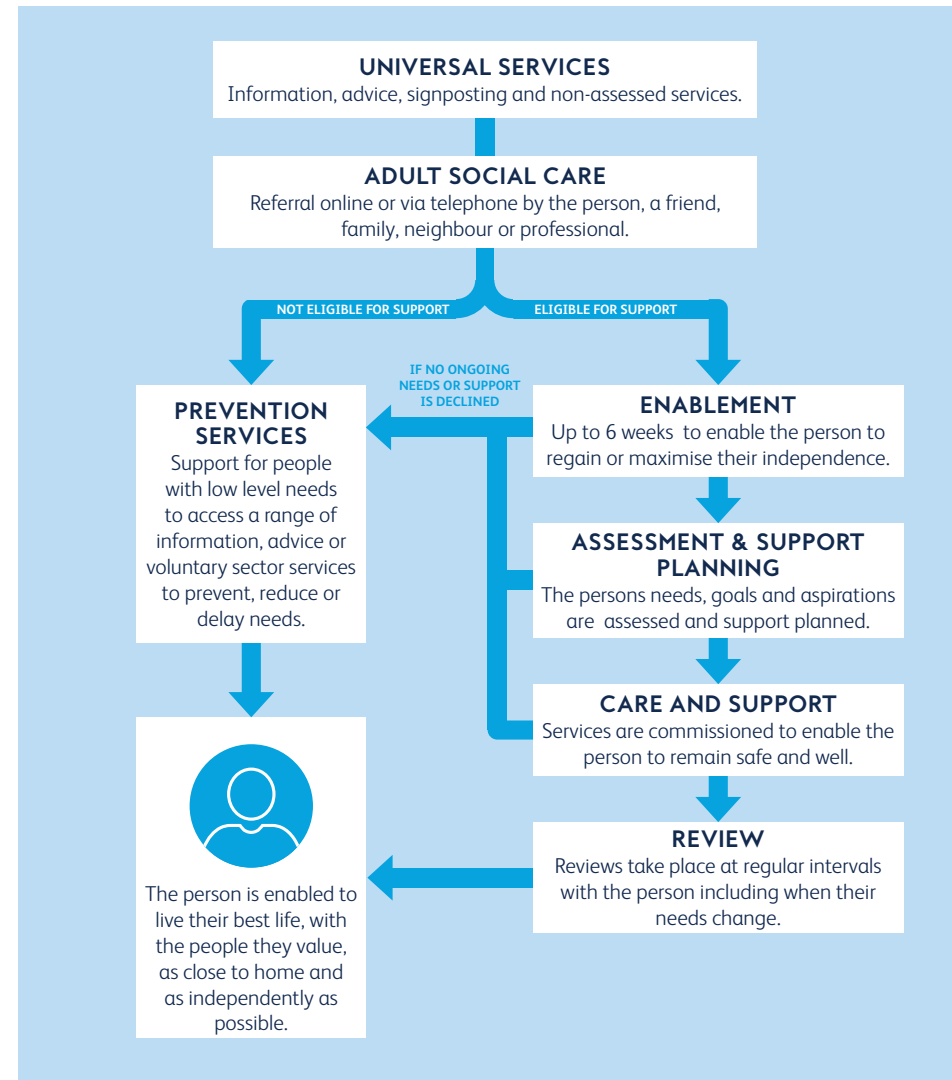 UNIVERSAL SERVICES
Information, advice, signposting and non-assessed services.
ADULT SOCIAL CARE
Referral online or via telephone by the person, a friend,
family, neighbour or professional.
NOT ELIGIBLE FOR SUPPORT
ELIGIBLE FOR SUPPORT
IF NO ONGOING
NEEDS OR SUPPORT
IS DECLINED
PREVENTION
SERVICES
Support for people
with low level needs
to access a range of
information, advice or
voluntary sector services
to prevent, reduce or
delay needs.
ENABLEMENT
Up to 6 weeks to enable the person to
regain or maximise their independence.
ASSESSMENT & SUPPORT
PLANNING
The persons needs, goals and aspirations
are assessed and support planned.
CARE AND SUPPORT
Services are commissioned to enable the
person to remain safe and well.
REVIEW
Reviews take place at regular intervals
with the person including when their
needs change.
The person is enabled to
live their best life, with
the people they value,
as close to home and
as independently as
possible.